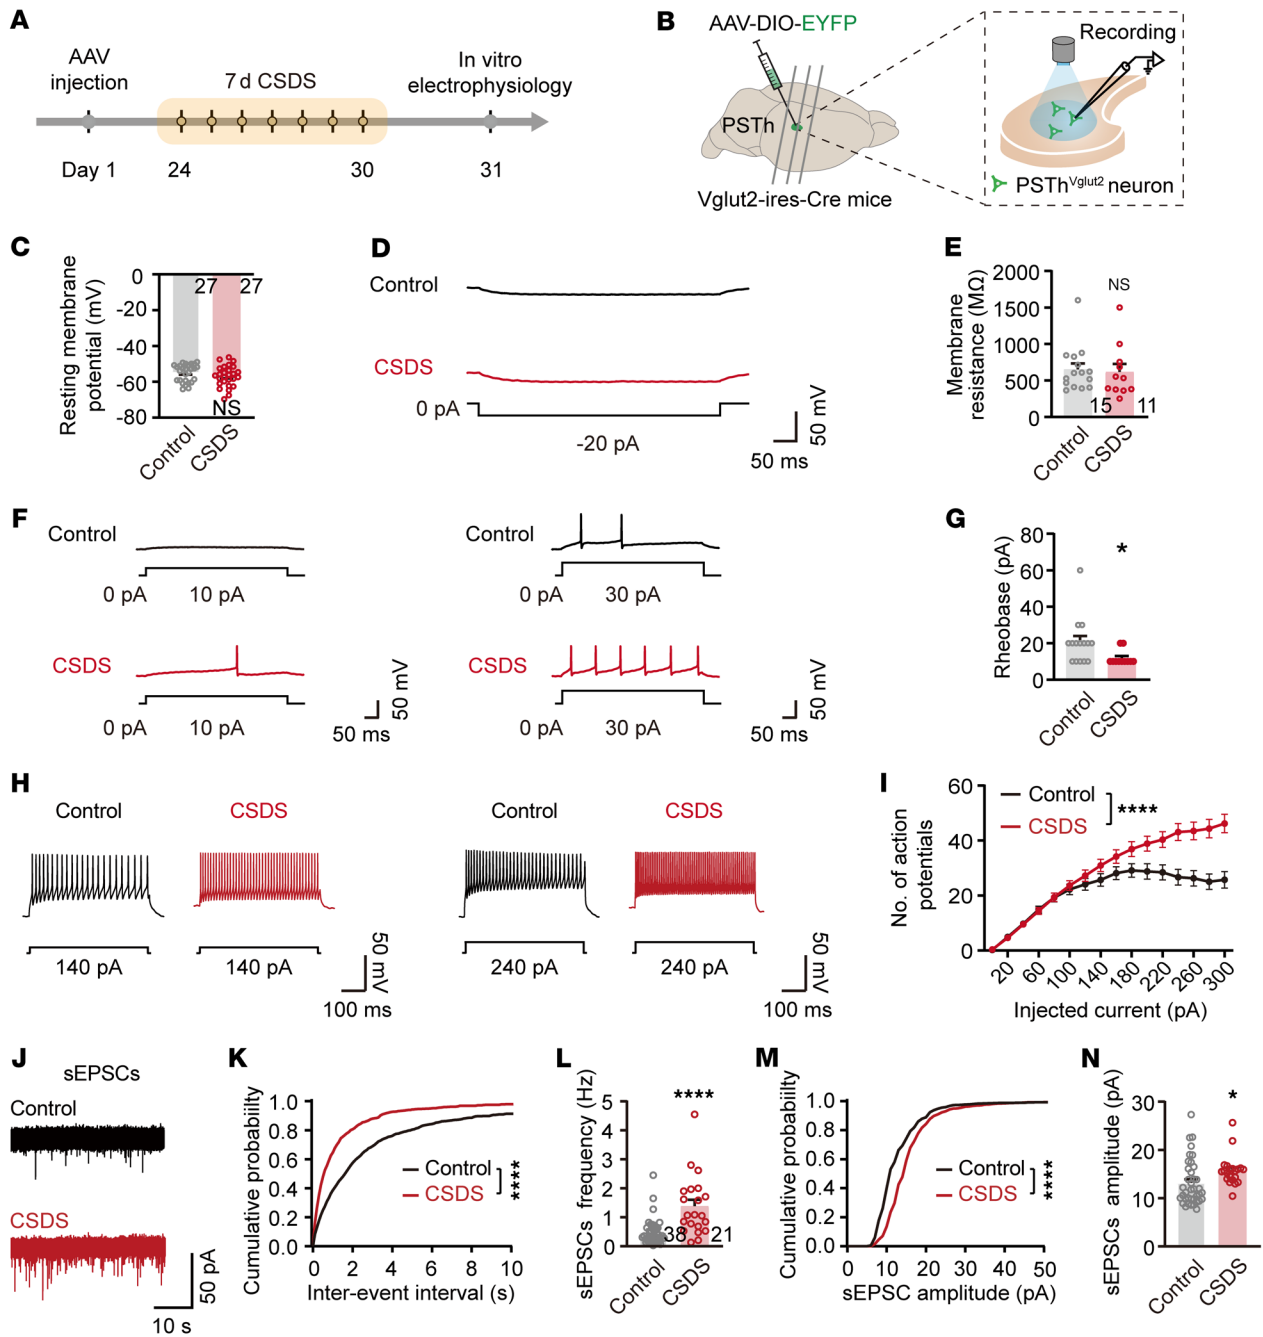 A
AAV
injection
7 d CSDS
In vitro
electrophysiology
Day 1
24
30
31
B
AAV-DIO-EYFP
PSTh
Vglut2-ires-Cre mice
Recording
PSTh^Vglut2 neuron
C
Resting membrane
potential (mV)
0
-20
-40
-60
-80
27
27
NS
Control
CSDS
D
Control
CSDS
0 pA
-20 pA
50 mV
50 ms
E
Membrane
resistance (MΩ)
2000
1500
1000
500
0
NS
15
11
Control
CSDS
F
Control
0 pA
10 pA
CSDS
0 pA
10 pA
50 mV
50 ms
Control
0 pA
30 pA
CSDS
0 pA
30 pA
50 mV
50 ms
G
Rheobase (pA)
80
60
40
20
0
*
Control
CSDS
H
Control
CSDS
140 pA
140 pA
50 mV
100 ms
Control
CSDS
240 pA
240 pA
50 mV
100 ms
I
No. of action
potentials
60
40
20
0
Control
CSDS
****
20
60
100
140
180
220
260
300
Injected current (pA)
J
sEPSCs
Control
CSDS
50 pA
10 s
K
Cumulative probability
1.0
0.8
0.6
0.4
0.2
0.0
Control
CSDS
****
0
2
4
6
8
10
Inter-event interval (s)
L
sEPSCs frequency (Hz)
5
4
3
2
1
0
****
38
21
Control
CSDS
M
Cumulative probability
1.0
0.8
0.6
0.4
0.2
0.0
Control
CSDS
****
0
10
20
30
40
50
sEPSC amplitude (pA)
N
sEPSCs amplitude (pA)
30
20
10
0
*
Control
CSDS